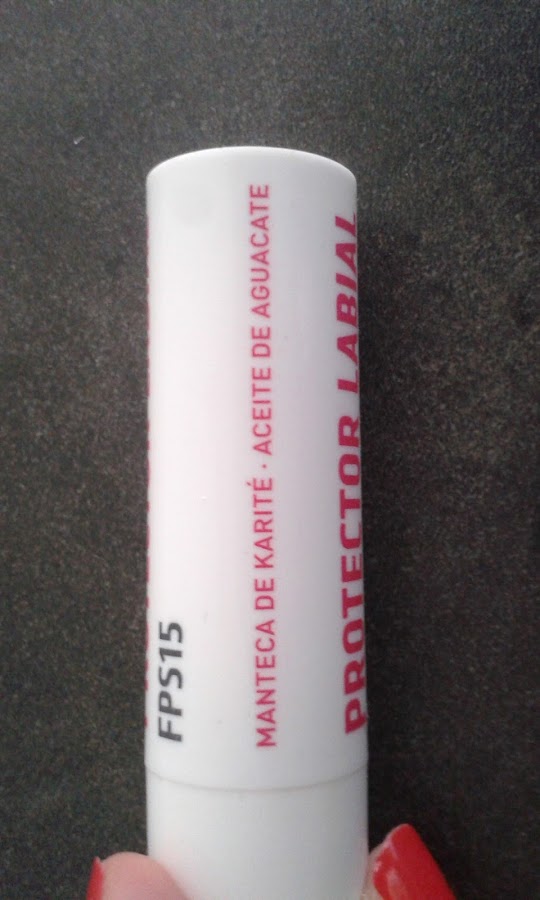 PROTECTOR LABIAL
MANTECA DE KARITÉ · ACEITE DE AGUACATE
FPS15